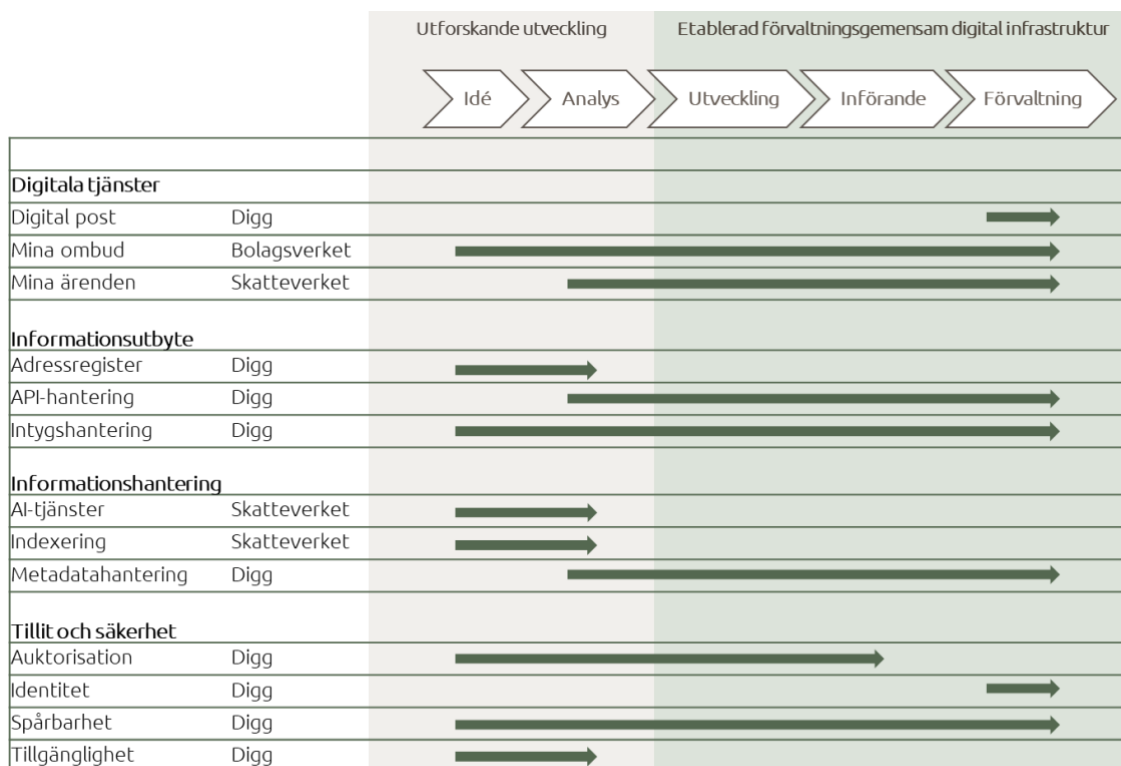 Utforskande utveckling Etablerad förvaltningsgemensam digital infrastruktur
Idé Analys Utveckling Införande Förvaltning
Digitala tjänster
Digital post Digg
Mina ombud Bolagsverket
Mina ärenden Skatteverket
Informationsutbyte
Adressregister Digg
API-hantering Digg
Intygshantering Digg
Informationshantering
AI-tjänster Skatteverket
Indexering Skatteverket
Metadatahantering Digg
Tillit och säkerhet
Auktorisation Digg
Identitet Digg
Spårbarhet Digg
Tillgänglighet Digg